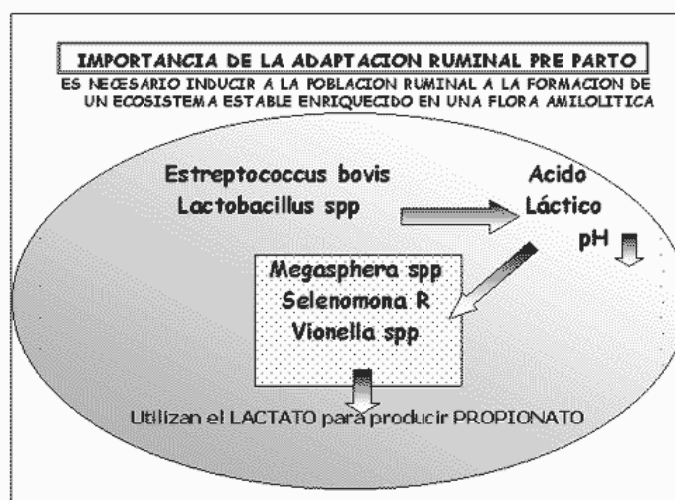 IMPORTANCIA DE LA ADAPTACION RUMINAL PRE PARTO
ES NECESARIO INDUCIR A LA POBLACION RUMINAL A LA FORMACION DE
UN ECOSISTEMA ESTABLE ENRIQUECIDO EN UNA FLORA AMILOLITICA
Estreptococcus bovis
Lactobacillus spp
Acido
Láctico
pH
Megasphera spp
Selenomona R
Vionella spp
Utilizan el LACTATO para producir PROPIONATO